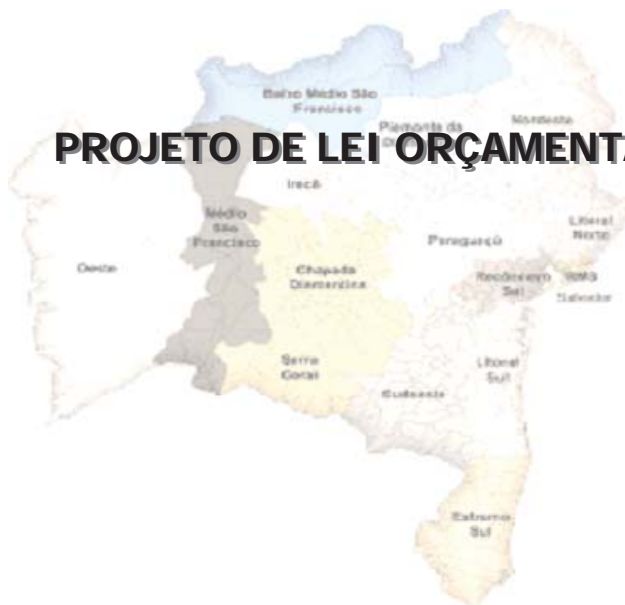 Baixo Médio São
Francisco
Nordeste
Piemonte da
PROJETO DE LEI ORÇAMENT
Irecê
Médio
São
Francisco
Litoral
Norte
Paraguaçú
Oeste
Chapada
Diamantina
Recôncavo
Sul
RMS
Salvador
Serra
Geral
Litoral
Sul
Sudoeste
Extremo
Sul